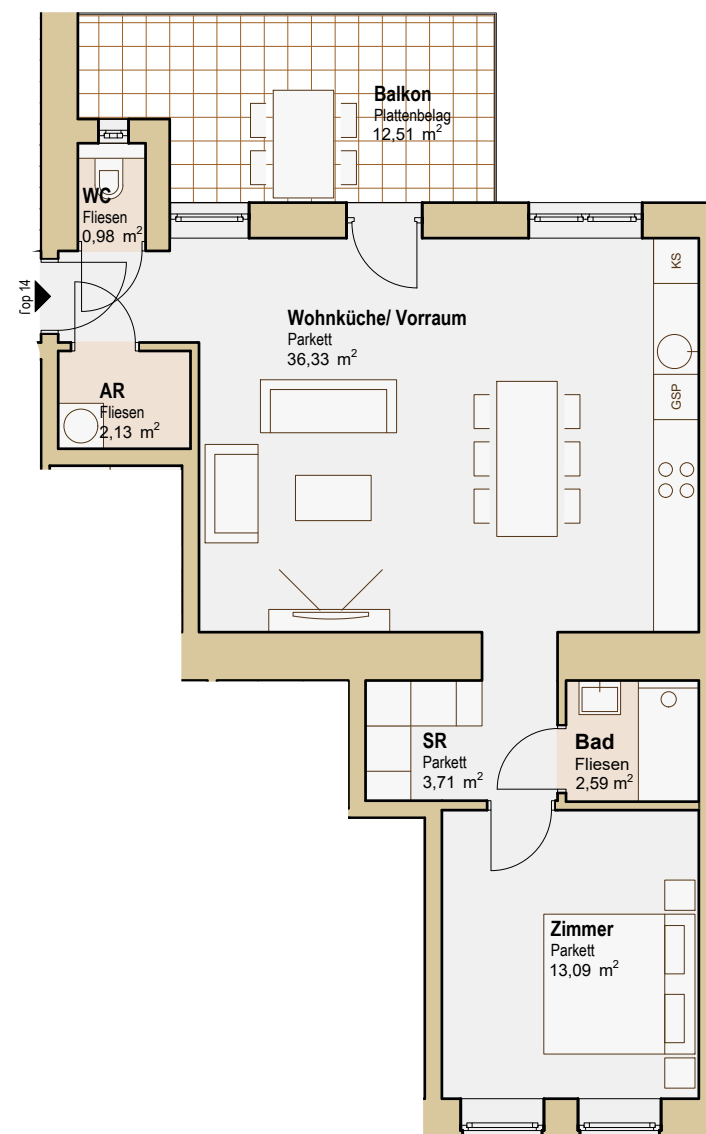 Balkon
Plattenbelag
12,51 m²
WC
Fliesen
0,98 m²
Top 14
Wohnküche/ Vorraum
Parkett
36,33 m²
KS
GSP
AR
Fliesen
2,13 m²
SR
Parkett
3,71 m²
Bad
Fliesen
2,59 m²
Zimmer
Parkett
13,09 m²